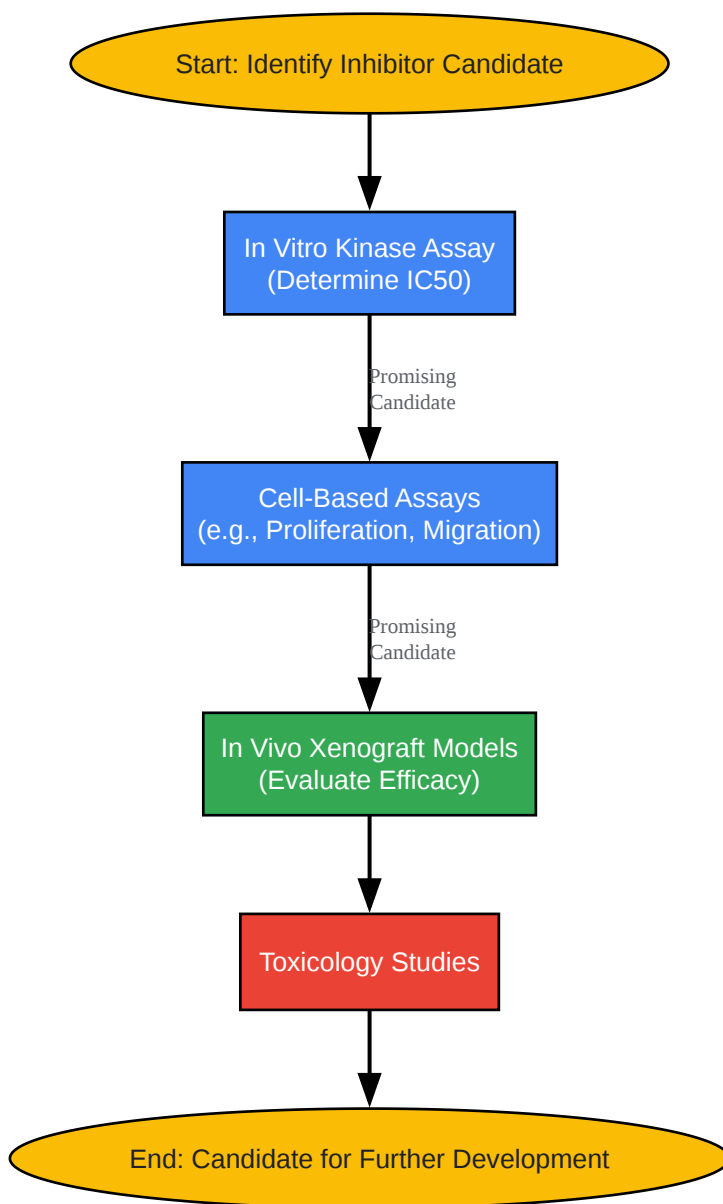 Start: Identify Inhibitor Candidate
In Vitro Kinase Assay
(Determine IC50)
Promising
Candidate
Cell-Based Assays
(e.g., Proliferation, Migration)
Promising
Candidate
In Vivo Xenograft Models
(Evaluate Efficacy)
Toxicology Studies
End: Candidate for Further Development